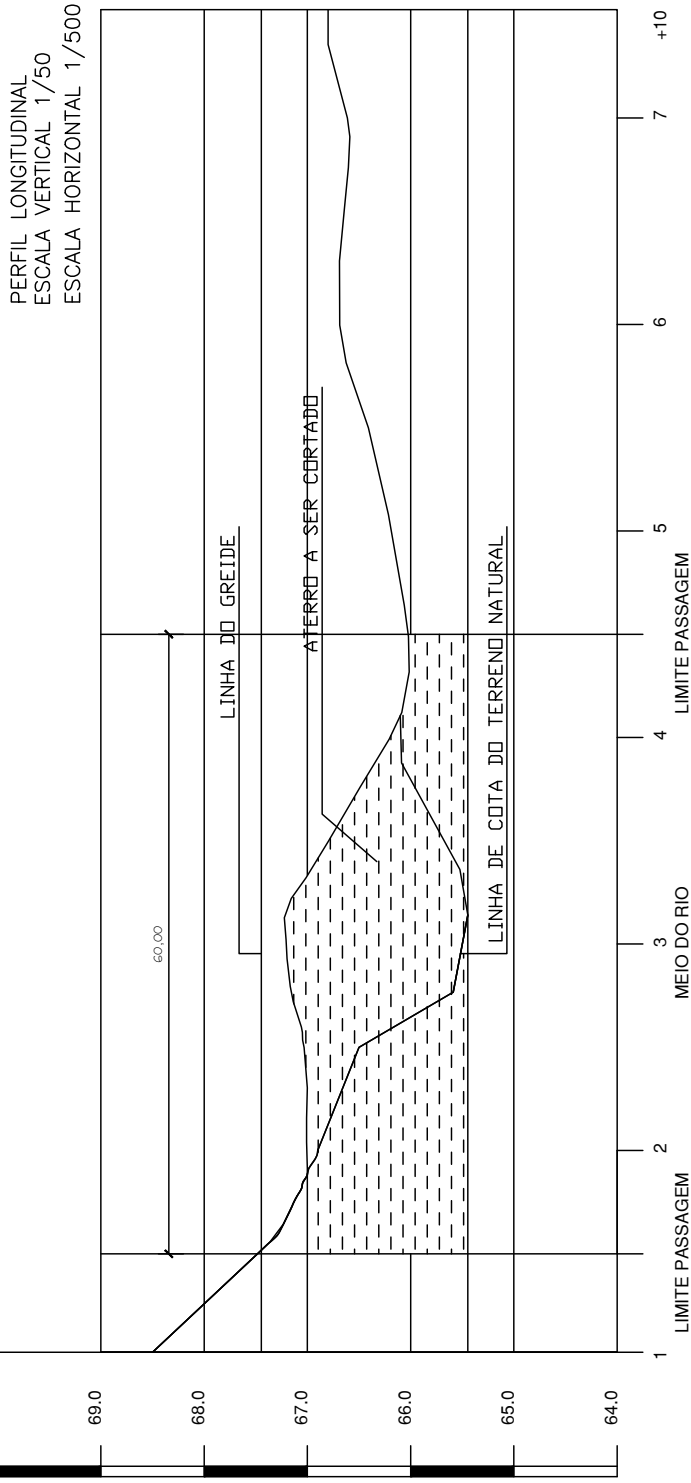 PERFIL LONGITUDINAL
ESCALA VERTICAL 1/50
ESCALA HORIZONTAL 1/500
60,00
LINHA DO GREIDE
ATERRO A SER CORTADO
LINHA DE COTA DO TERRENO NATURAL
69.0
68.0
67.0
66.0
65.0
64.0
1
2
3
4
5
6
7
+10
LIMITE PASSAGEM
MEIO DO RIO
LIMITE PASSAGEM